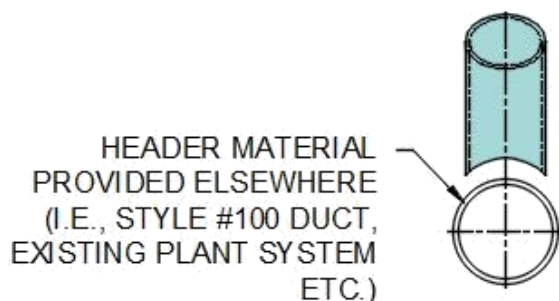 HEADER MATERIAL
PROVIDED ELSEWHERE
(I.E., STYLE #100 DUCT,
EXISTING PLANT SYSTEM
ETC.)